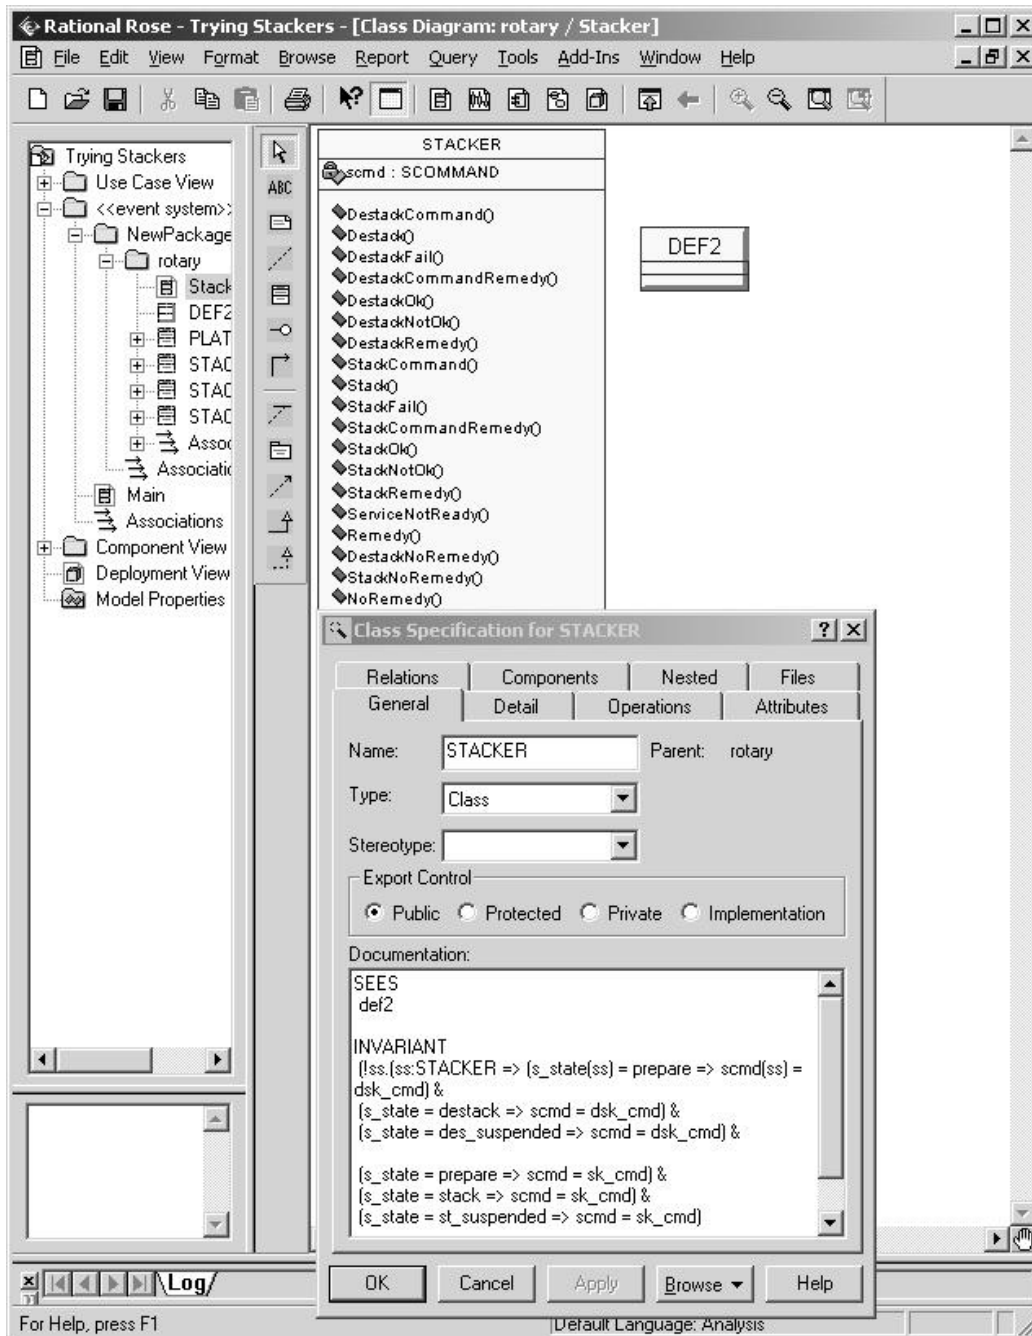 Rational Rose - Trying Stackers - [Class Diagram: rotary / Stacker]
File Edit View Format Browse Report Query Tools Add-Ins Window Help
Trying Stackers
Use Case View
<<event system>>
NewPackage
rotary
Stack
DEF2
PLAT
STAC
STAC
STAC
Assoc
Associatio
Main
Associations
Component View
Deployment View
Model Properties
ABC
STACKER
scmd : SCOMMAND
DestackCommand()
Destack()
DestackFail()
DestackCommandRemedy()
DestackOk()
DestackNotOk()
DestackRemedy()
StackCommand()
Stack()
StackFail()
StackCommandRemedy()
StackOk()
StackNotOk()
StackRemedy()
ServiceNotReady()
Remedy()
DestackNoRemedy()
StackNoRemedy()
NoRemedy()
DEF2
Class Specification for STACKER
Relations Components Nested Files
General Detail Operations Attributes
Name: STACKER Parent: rotary
Type: Class
Stereotype:
Export Control
Public Protected Private Implementation
Documentation:
SEES
def2
INVARIANT
(!ss.(ss:STACKER => (s_state(ss) = prepare => scmd(ss) =
dsk_cmd) &
(s_state = destack => scmd = dsk_cmd) &
(s_state = des_suspended => scmd = dsk_cmd) &
(s_state = prepare => scmd = sk_cmd) &
(s_state = stack => scmd = sk_cmd) &
(s_state = st_suspended => scmd = sk_cmd)
OK Cancel Apply Browse Help
Log
For Help, press F1
Default Language: Analysis